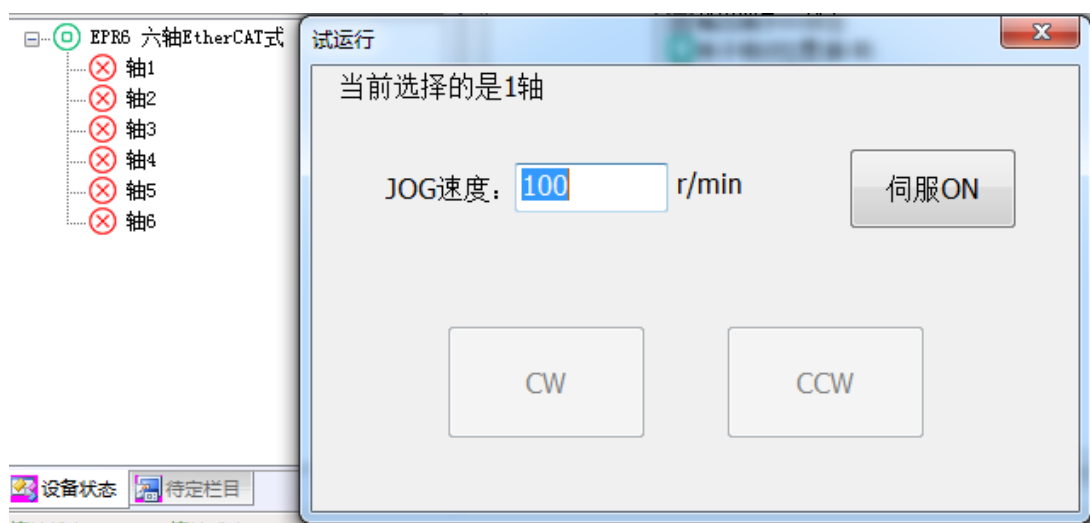 EPR6 六轴EtherCAT式
轴1
轴2
轴3
轴4
轴5
轴6
设备状态 待定栏目
试运行
当前选择的是1轴
JOG速度：100 r/min
伺服ON
CW
CCW